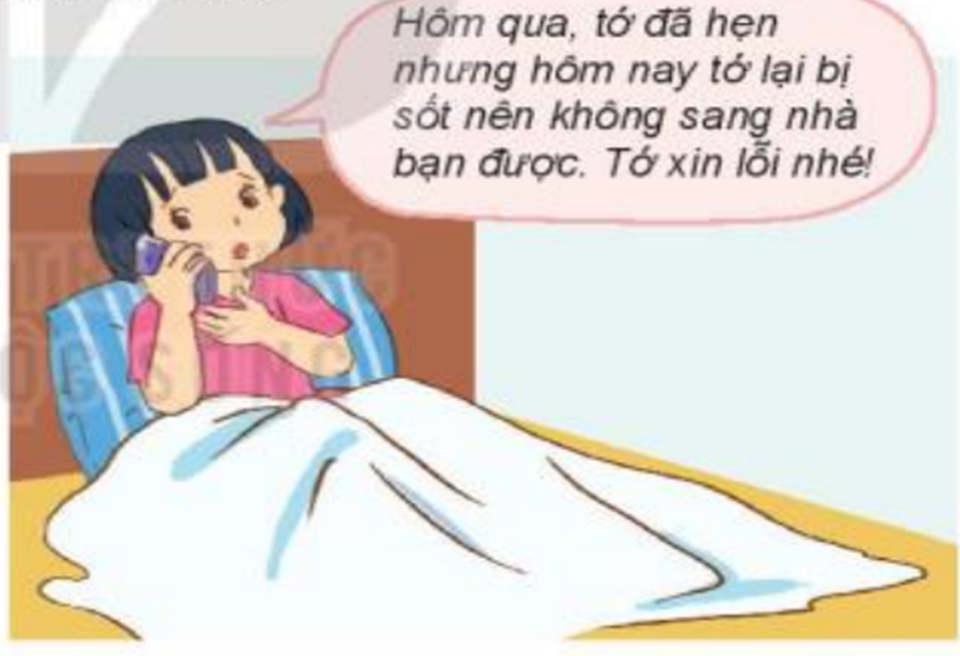 Hôm qua, tớ đã hẹn
nhưng hôm nay tớ lại bị
sốt nên không sang nhà
bạn được. Tớ xin lỗi nhé!